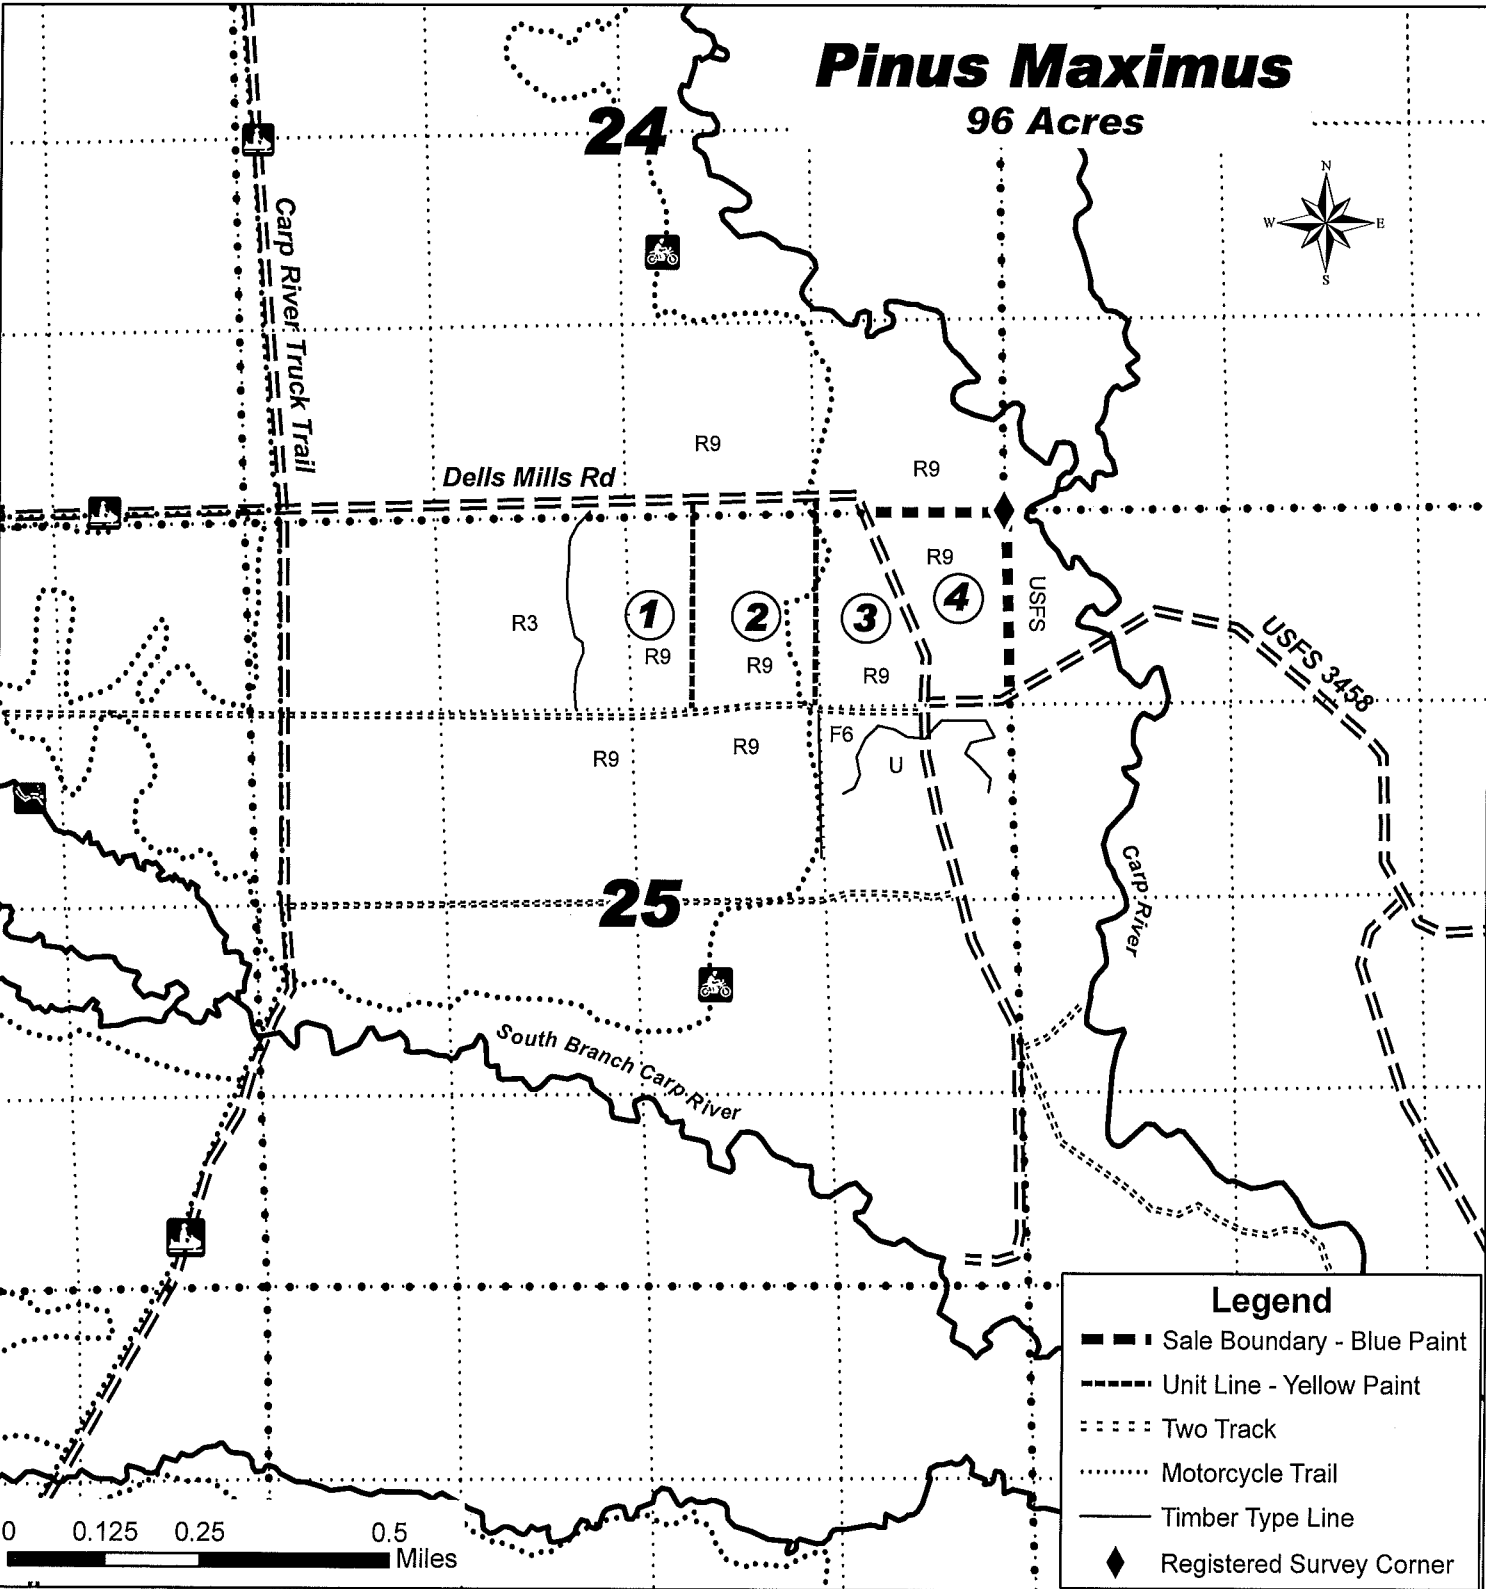 Pinus Maximus
96 Acres
24
N
W
E
S
Carp River Truck Trail
R9
R9
Dells Mills Rd
R9
4
USFS
R3
1
R9
2
R9
3
R9
USFS 3458
R9
R9
F6
U
Carp River
25
South Branch Carp River
Legend
Sale Boundary - Blue Paint
Unit Line - Yellow Paint
Two Track
Motorcycle Trail
Timber Type Line
Registered Survey Corner
0 0.125 0.25 0.5
Miles